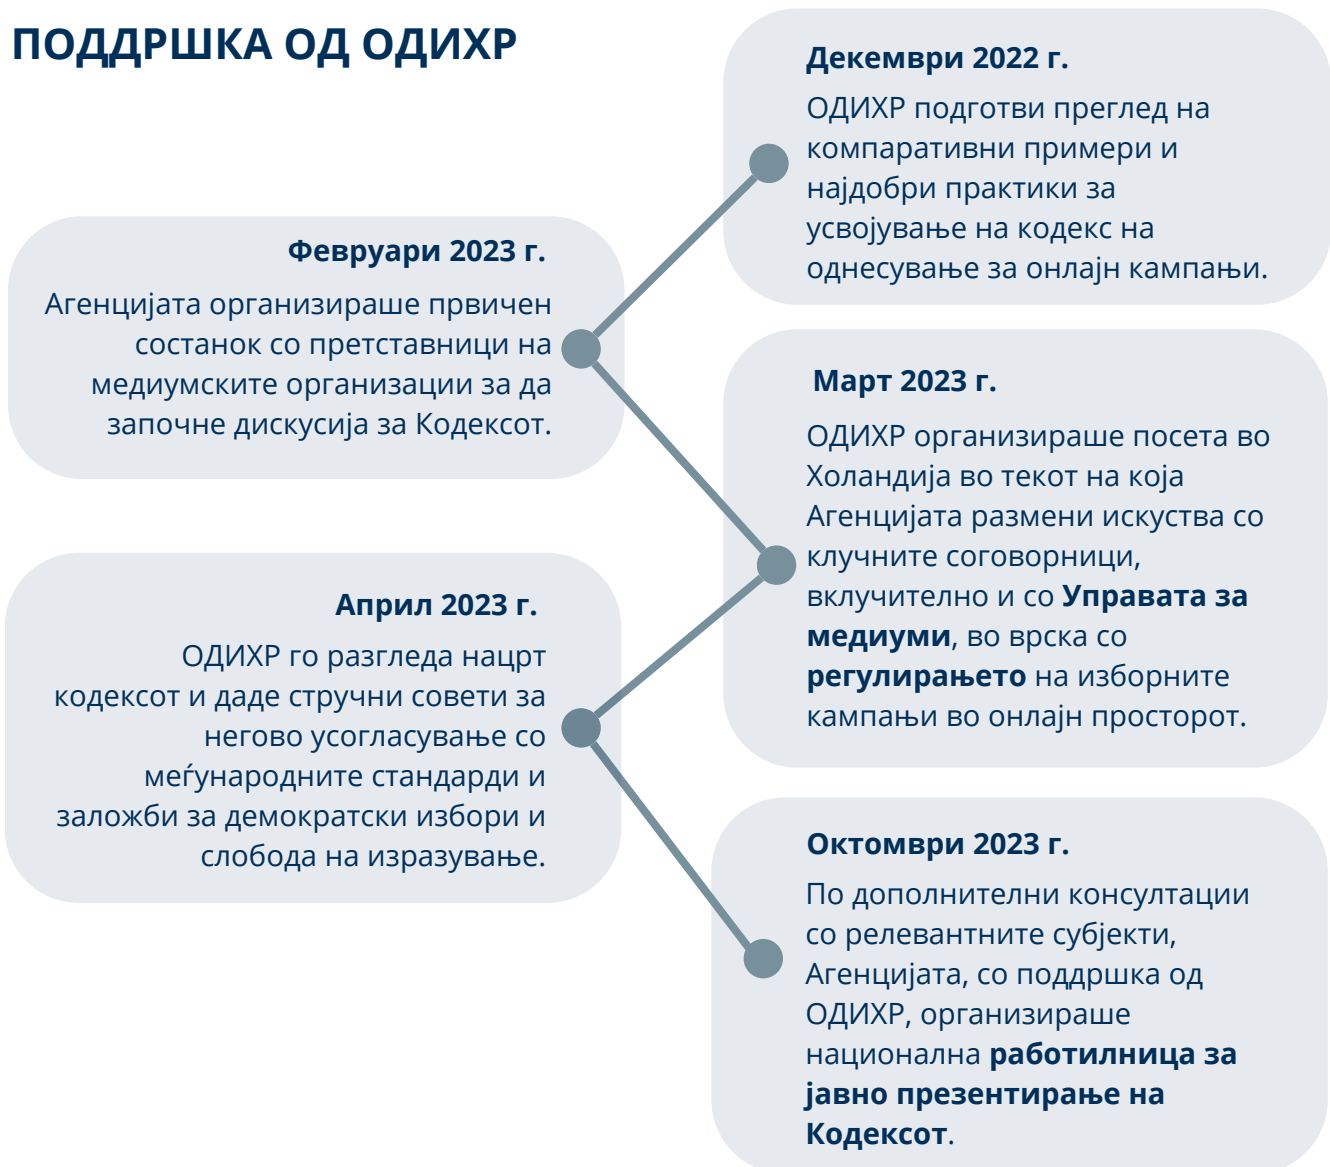 ПОДДРШКА ОД ОДИХР
Декември 2022 г.
ОДИХР подготви преглед на
компаративни примери и
најдобри практики за
усвојување на кодекс на
однесување за онлајн кампањи.
Февруари 2023 г.
Агенцијата организираше првичен
состанок со претставници на
медиумските организации за да
започне дискусија за Кодексот.
Март 2023 г.
ОДИХР организираше посета во
Холандија во текот на која
Агенцијата размени искуства со
клучните соговорници,
вклучително и со Управата за
медиуми, во врска со
регулирањето на изборните
кампањи во онлајн просторот.
Април 2023 г.
ОДИХР го разгледа нацрт
кодексот и даде стручни совети за
негово усогласување со
меѓународните стандарди и
заложби за демократски избори и
слобода на изразување.
Октомври 2023 г.
По дополнителни консултации
со релевантните субјекти,
Агенцијата, со поддршка од
ОДИХР, организираше
национална работилница за
јавно презентирање на
Кодексот.